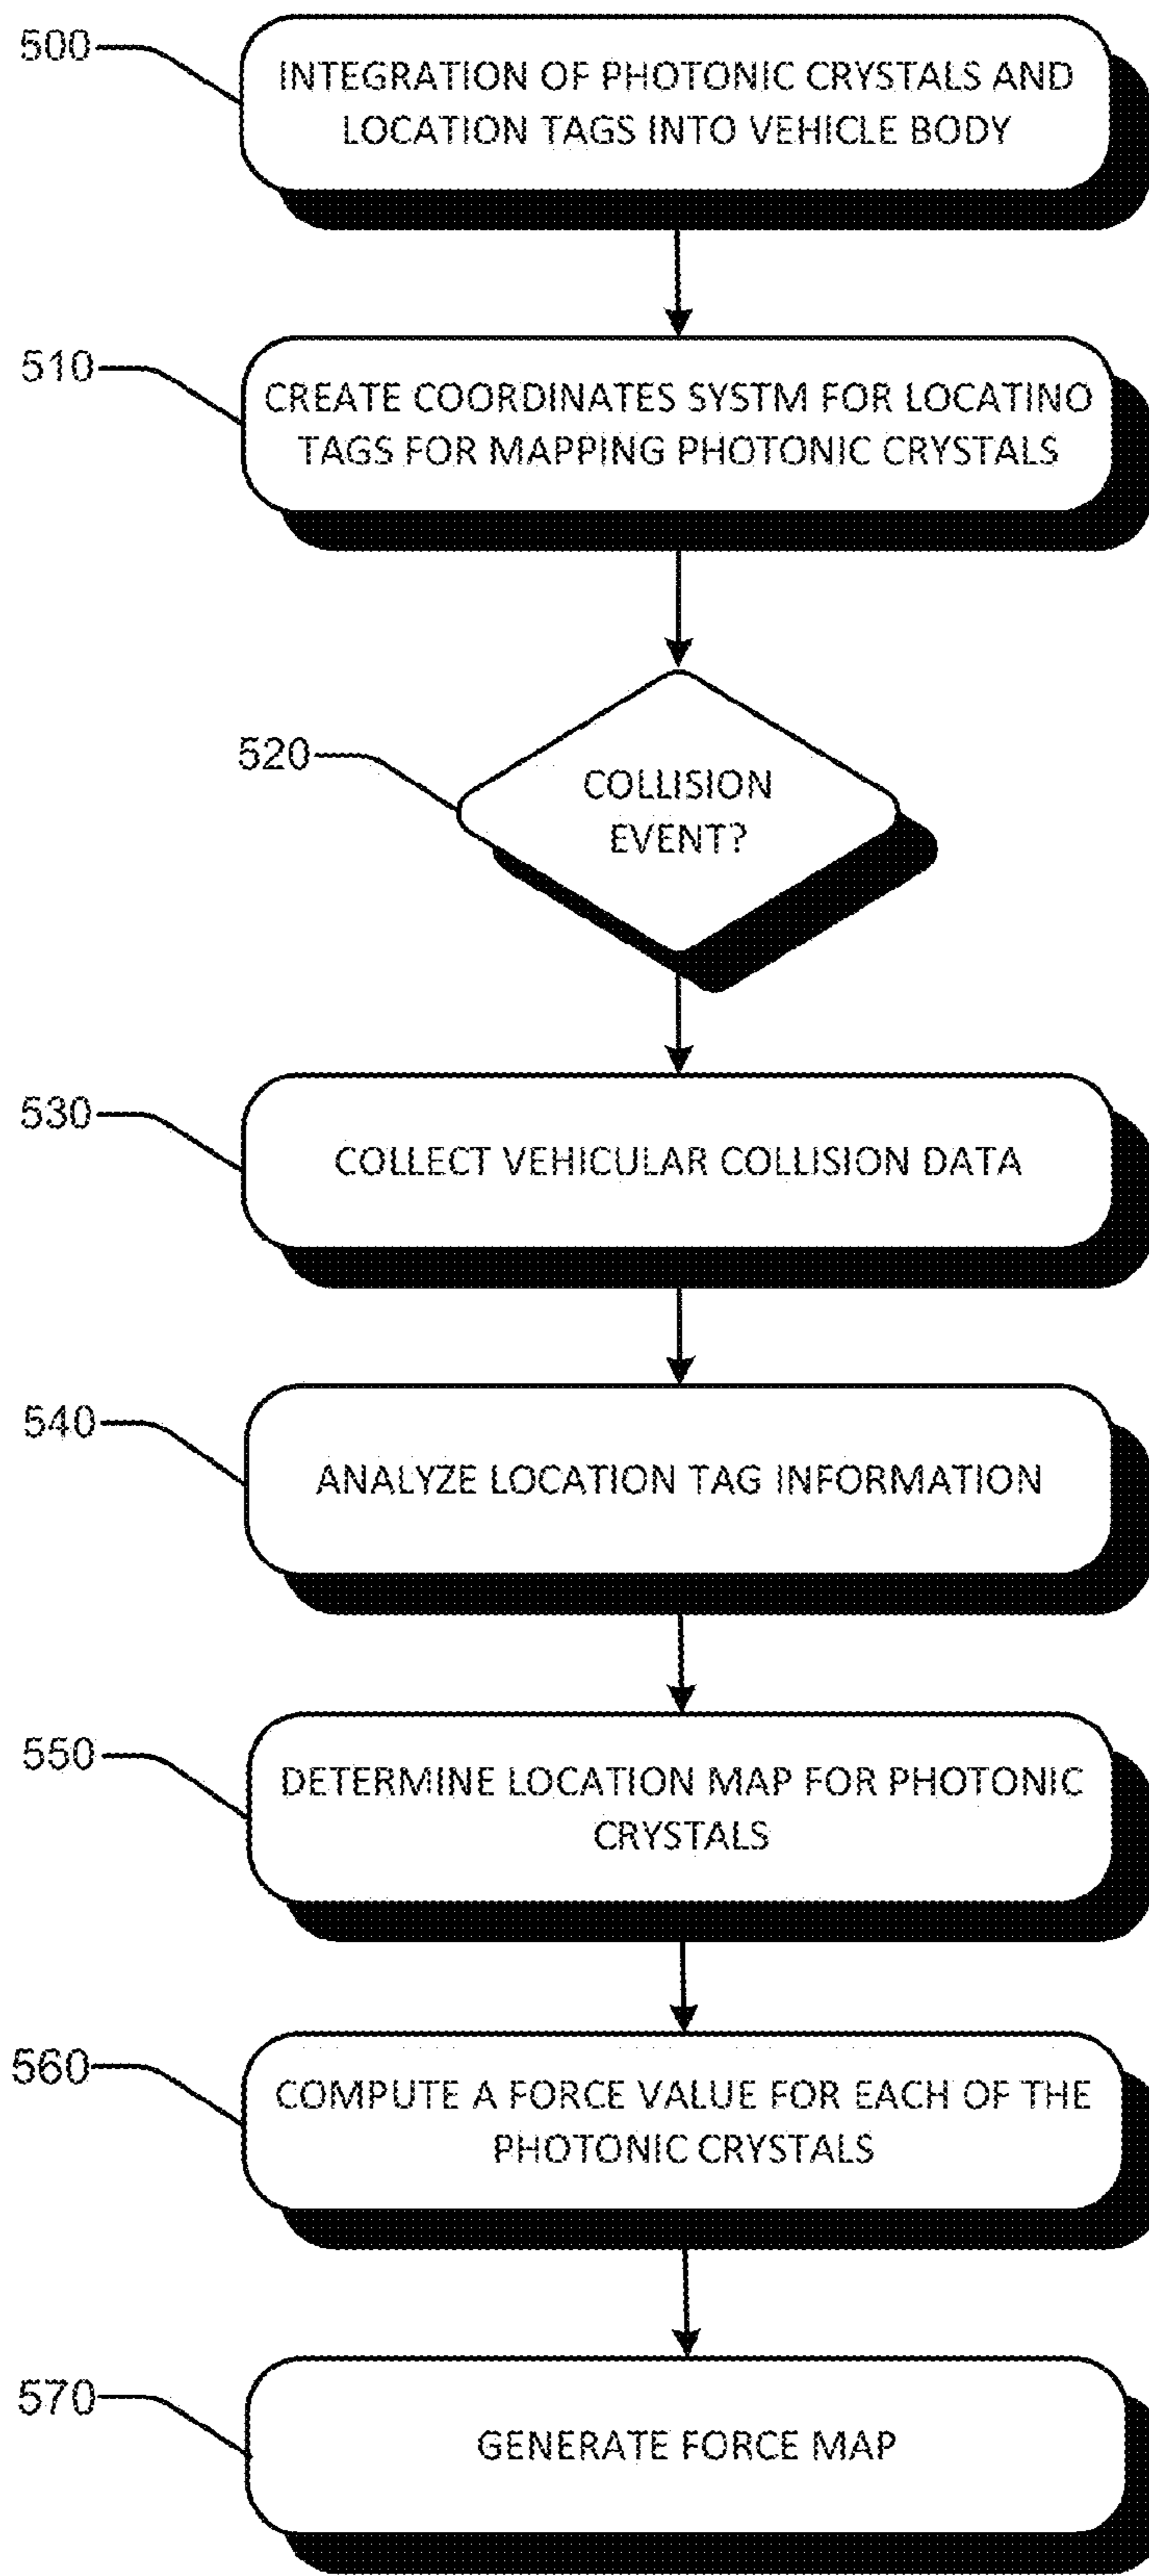 500
INTEGRATION OF PHOTONIC CRYSTALS AND
LOCATION TAGS INTO VEHICLE BODY
510
CREATE COORDINATES SYSTM FOR LOCATINO
TAGS FOR MAPPING PHOTONIC CRYSTALS
520
COLLISION
EVENT?
530
COLLECT VEHICULAR COLLISION DATA
540
ANALYZE LOCATION TAG INFORMATION
550
DETERMINE LOCATION MAP FOR PHOTONIC
CRYSTALS
560
COMPUTE A FORCE VALUE FOR EACH OF THE
PHOTONIC CRYSTALS
570
GENERATE FORCE MAP